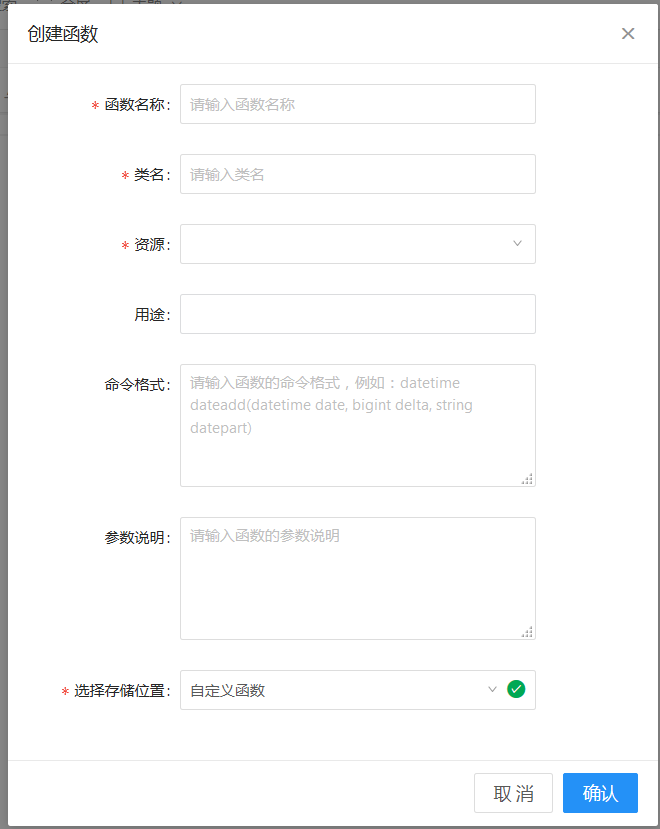 创建函数
* 函数名称:
请输入函数名称
* 类名:
请输入类名
* 资源:
用途:
命令格式:
请输入函数的命令格式，例如：datetime
dateadd(datetime date, bigint delta, string
datepart)
参数说明:
请输入函数的参数说明
* 选择存储位置:
自定义函数
取 消
确认